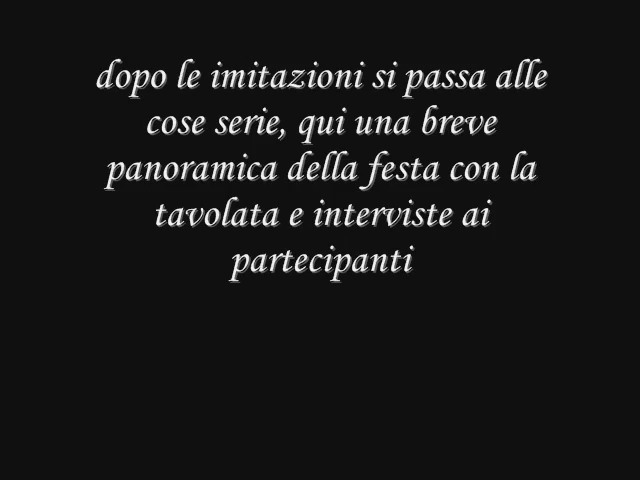 dopo le imitazioni si passa alle
cose serie, qui una breve
panoramica della festa con la
tavolata e interviste ai
partecipanti